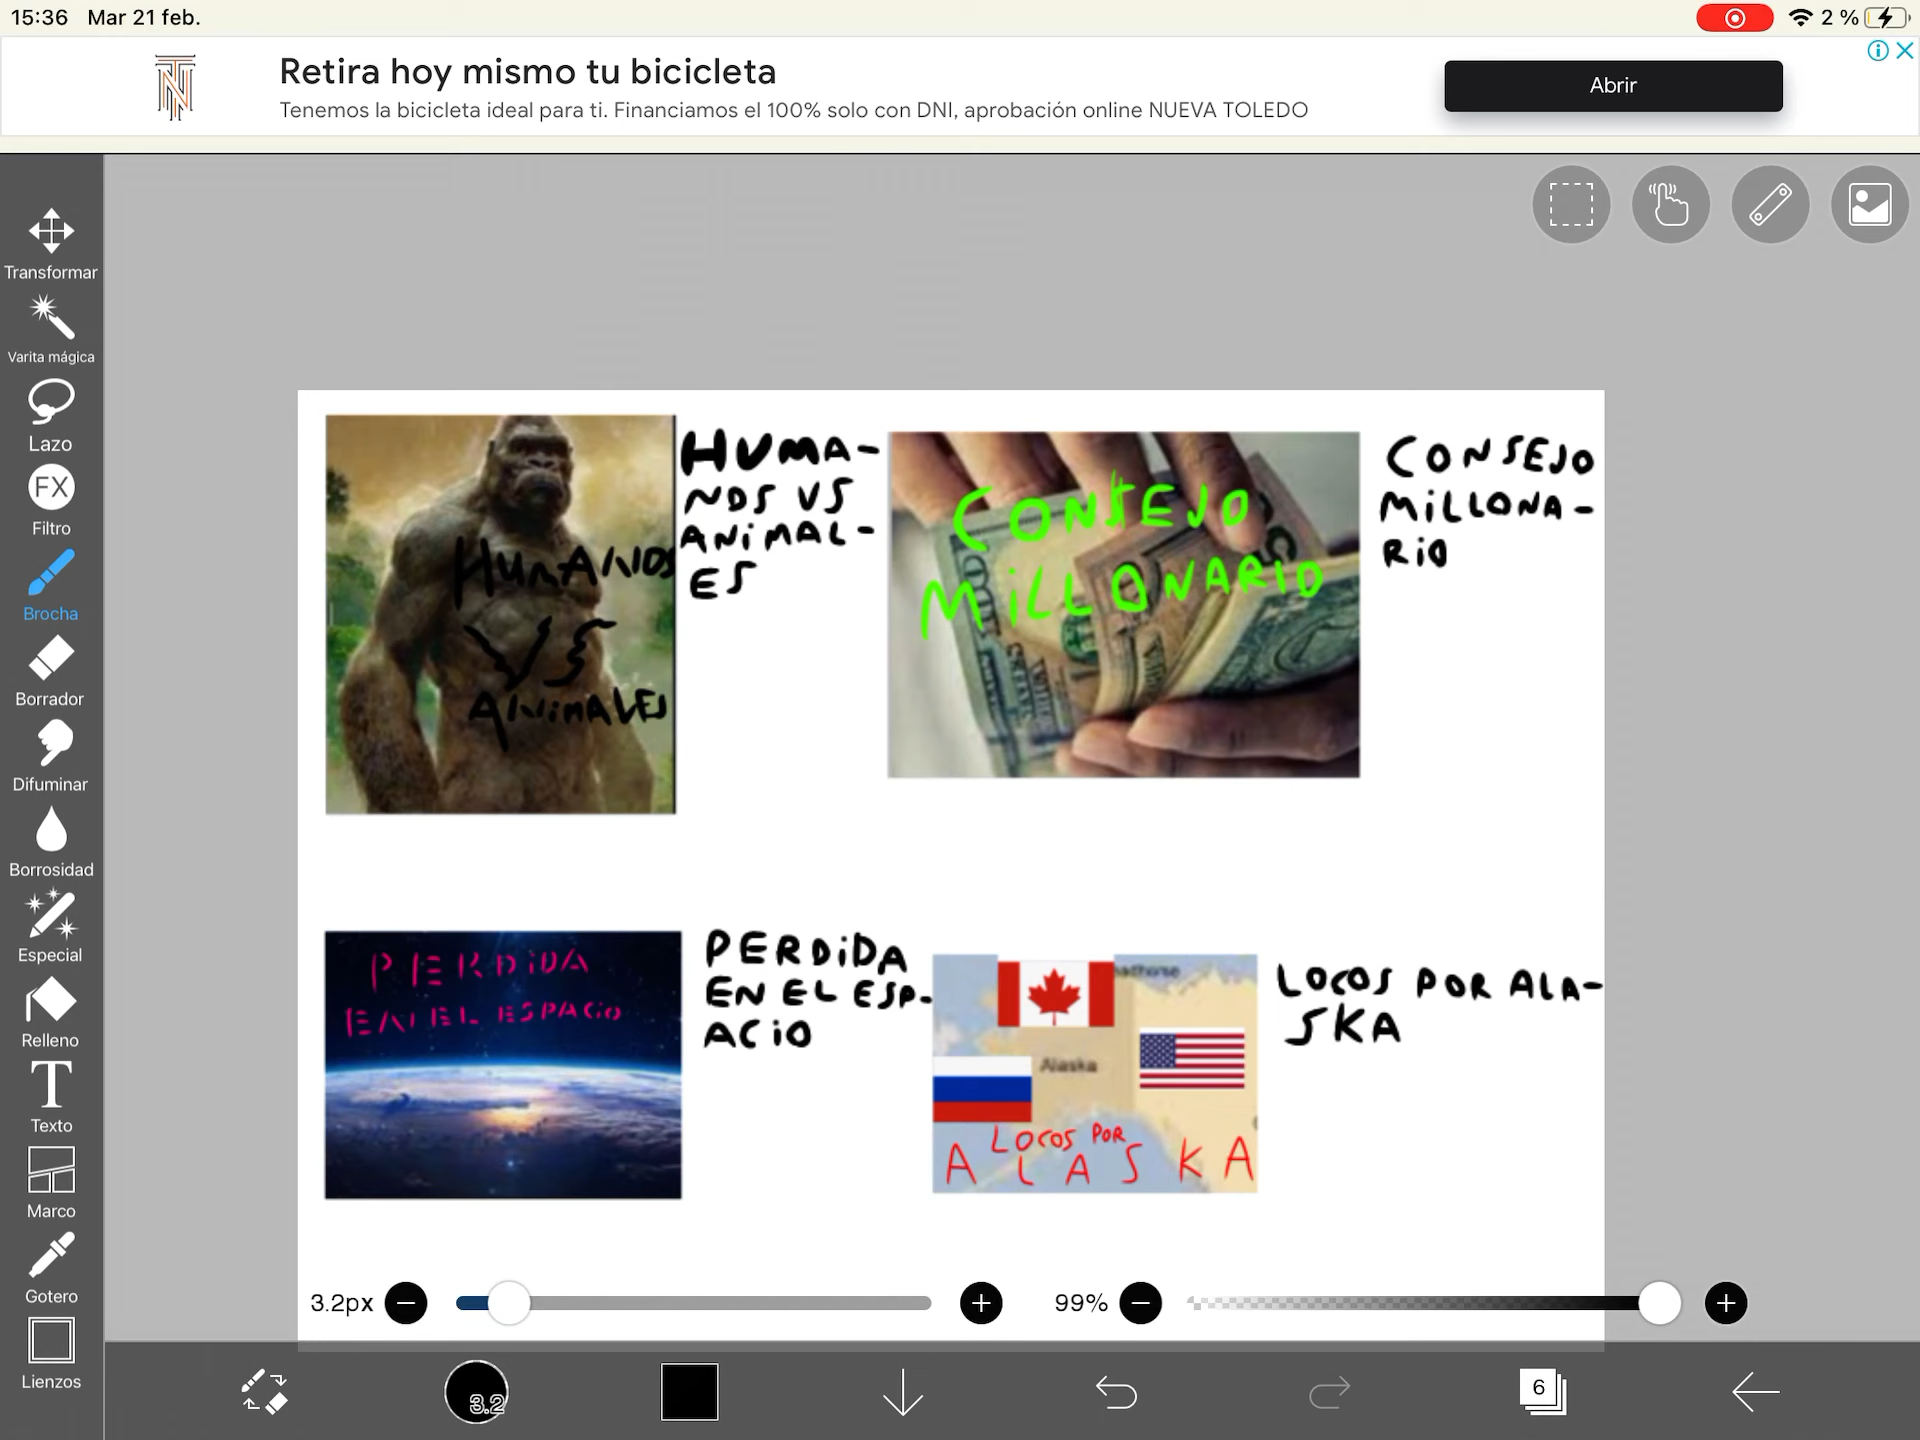 15:36 Mar 21 feb.
2 %
Retira hoy mismo tu bicicleta
Tenemos la bicicleta ideal para ti. Financiamos el 100% solo con DNI, aprobación online NUEVA TOLEDO
Abrir
Transformar
Varita mágica
Lazo
FX
Filtro
Brocha
Borrador
Difuminar
Borrosidad
Especial
Relleno
T
Texto
Marco
Gotero
Lienzos
HUMANOS
VS
ANIMALES
HUMA-
NOS VS
ANiMAL-
ES
CONSEJO
MiLLONARIO
CONSEJO
MiLLONA-
RiO
PERDiDA
EN EL ESPACiO
PERDiDA
EN EL ESP-
ACiO
Alaska
LOCOS POR
ALASKA
LOCOS POR ALA-
SKA
3.2px
99%
3.2
6